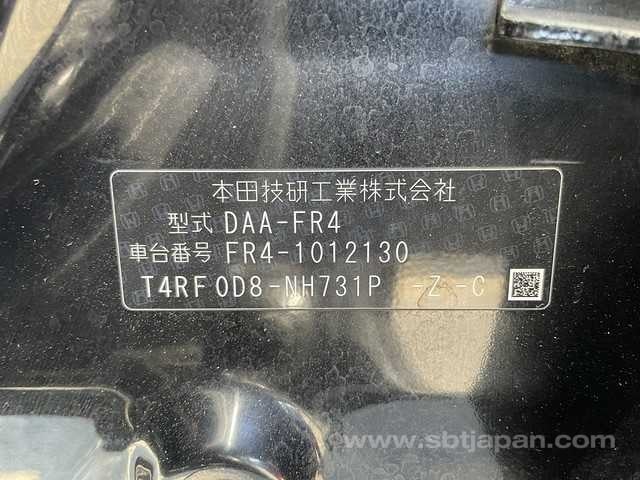 本田技研工業株式会社
型式 DAA-FR4
車台番号 FR4-1012130
T4RF0D8-NH731P -Z -C
www.sbtjapan.com